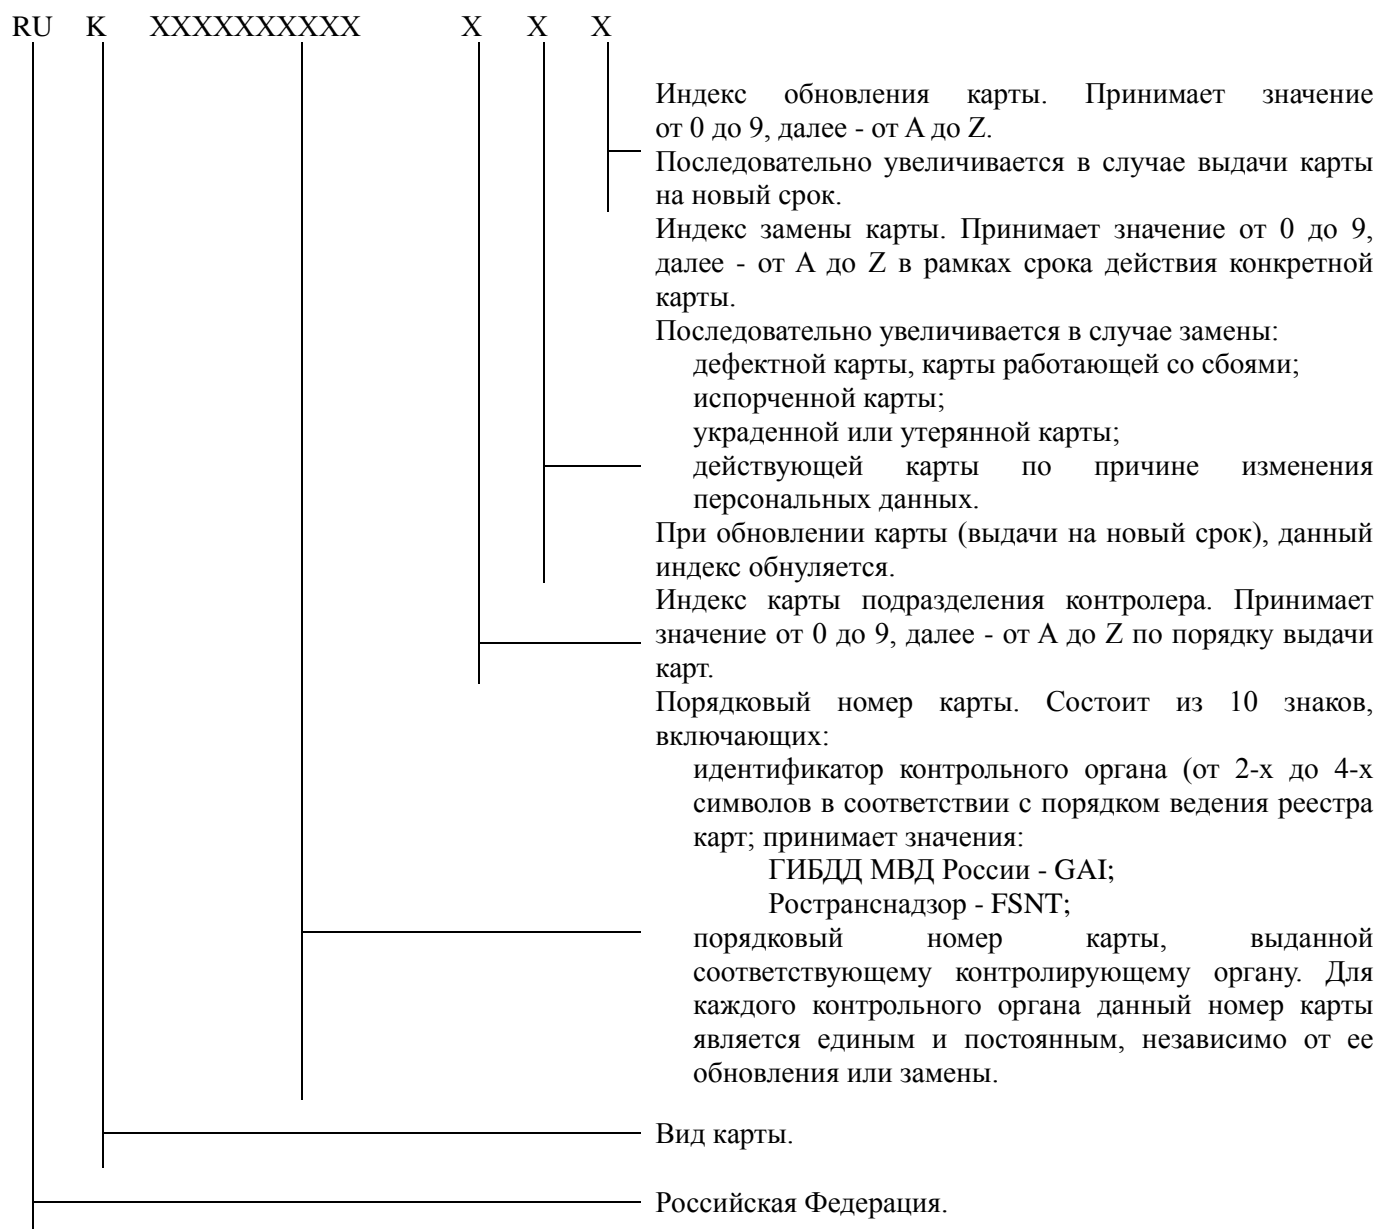 RU K XXXXXXXXXX X X X
Индекс обновления карты. Принимает значение
от 0 до 9, далее - от A до Z.
Последовательно увеличивается в случае выдачи карты
на новый срок.
Индекс замены карты. Принимает значение от 0 до 9,
далее - от A до Z в рамках срока действия конкретной
карты.
Последовательно увеличивается в случае замены:
дефектной карты, карты работающей со сбоями;
испорченной карты;
украденной или утерянной карты;
действующей карты по причине изменения
персональных данных.
При обновлении карты (выдачи на новый срок), данный
индекс обнуляется.
Индекс карты подразделения контролера. Принимает
значение от 0 до 9, далее - от A до Z по порядку выдачи
карт.
Порядковый номер карты. Состоит из 10 знаков,
включающих:
идентификатор контрольного органа (от 2-х до 4-х
символов в соответствии с порядком ведения реестра
карт; принимает значения:
ГИБДД МВД России - GAI;
Ространснадзор - FSNT;
порядковый номер карты, выданной
соответствующему контролирующему органу. Для
каждого контрольного органа данный номер карты
является единым и постоянным, независимо от ее
обновления или замены.
Вид карты.
Российская Федерация.